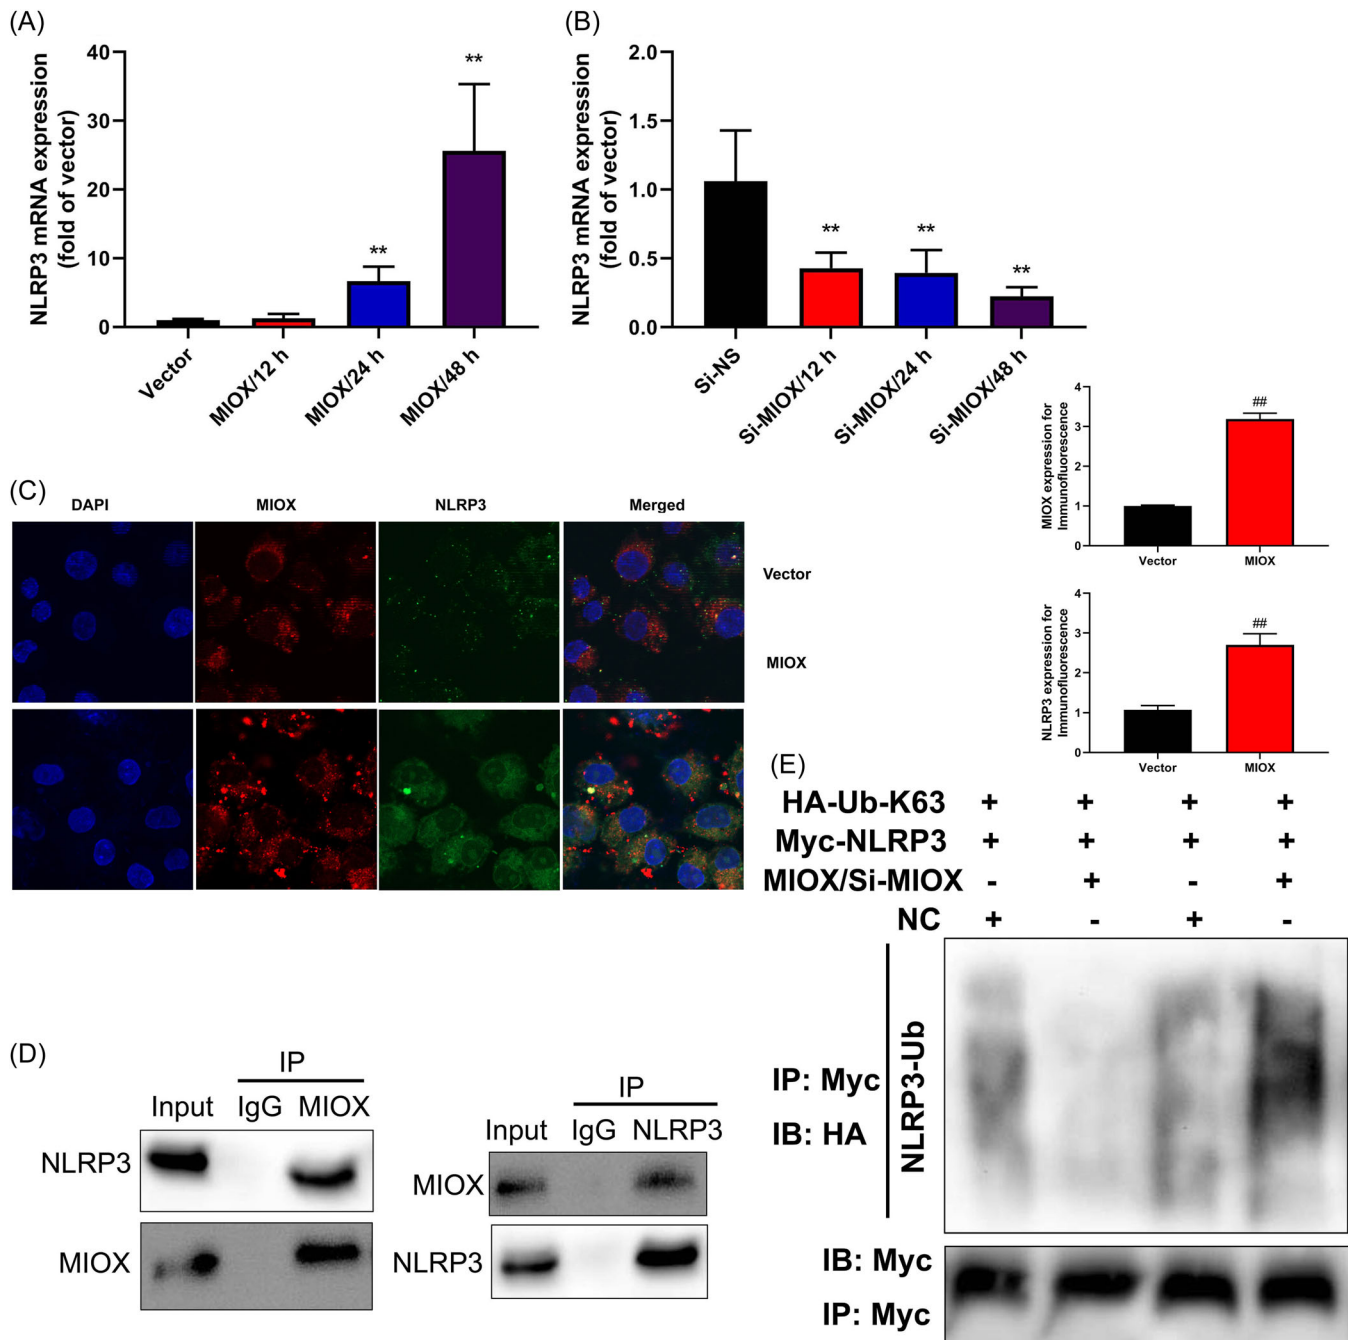 (A)
NLRP3 mRNA expression
(fold of vector)
40
30
20
10
0
**
**
Vector
MIOX/12 h
MIOX/24 h
MIOX/48 h
(B)
NLRP3 mRNA expression
(fold of vector)
2.0
1.5
1.0
0.5
0.0
**
**
**
Si-NS
Si-MIOX/12 h
Si-MIOX/24 h
Si-MIOX/48 h
(C)
DAPI MIOX NLRP3 Merged
Vector
MIOX
MIOX expression for
Immunofluorescence
4
3
2
1
0
##
Vector MIOX
NLRP3 expression for
Immunofluorescence
4
3
2
1
0
##
Vector MIOX
(D)
IP
Input IgG MIOX
NLRP3
MIOX
IP
Input IgG NLRP3
MIOX
NLRP3
(E)
HA-Ub-K63 + + + +
Myc-NLRP3 + + + +
MIOX/Si-MIOX - + - +
NC + - + -
IP: Myc
IB: HA
NLRP3-Ub
IB: Myc
IP: Myc